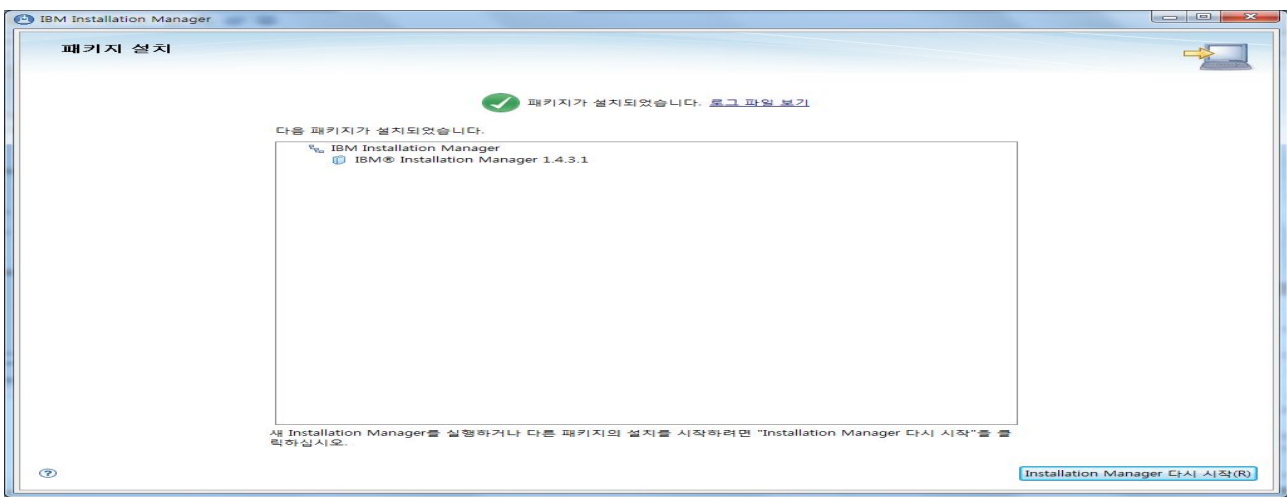 IBM Installation Manager
패키지 설치
패키지가 설치되었습니다. 로그 파일 보기
다음 패키지가 설치되었습니다.
IBM Installation Manager
IBM® Installation Manager 1.4.3.1
새 Installation Manager를 실행하거나 다른 패키지의 설치를 시작하려면 "Installation Manager 다시 시작"을 클
릭하십시오.
?
Installation Manager 다시 시작(R)